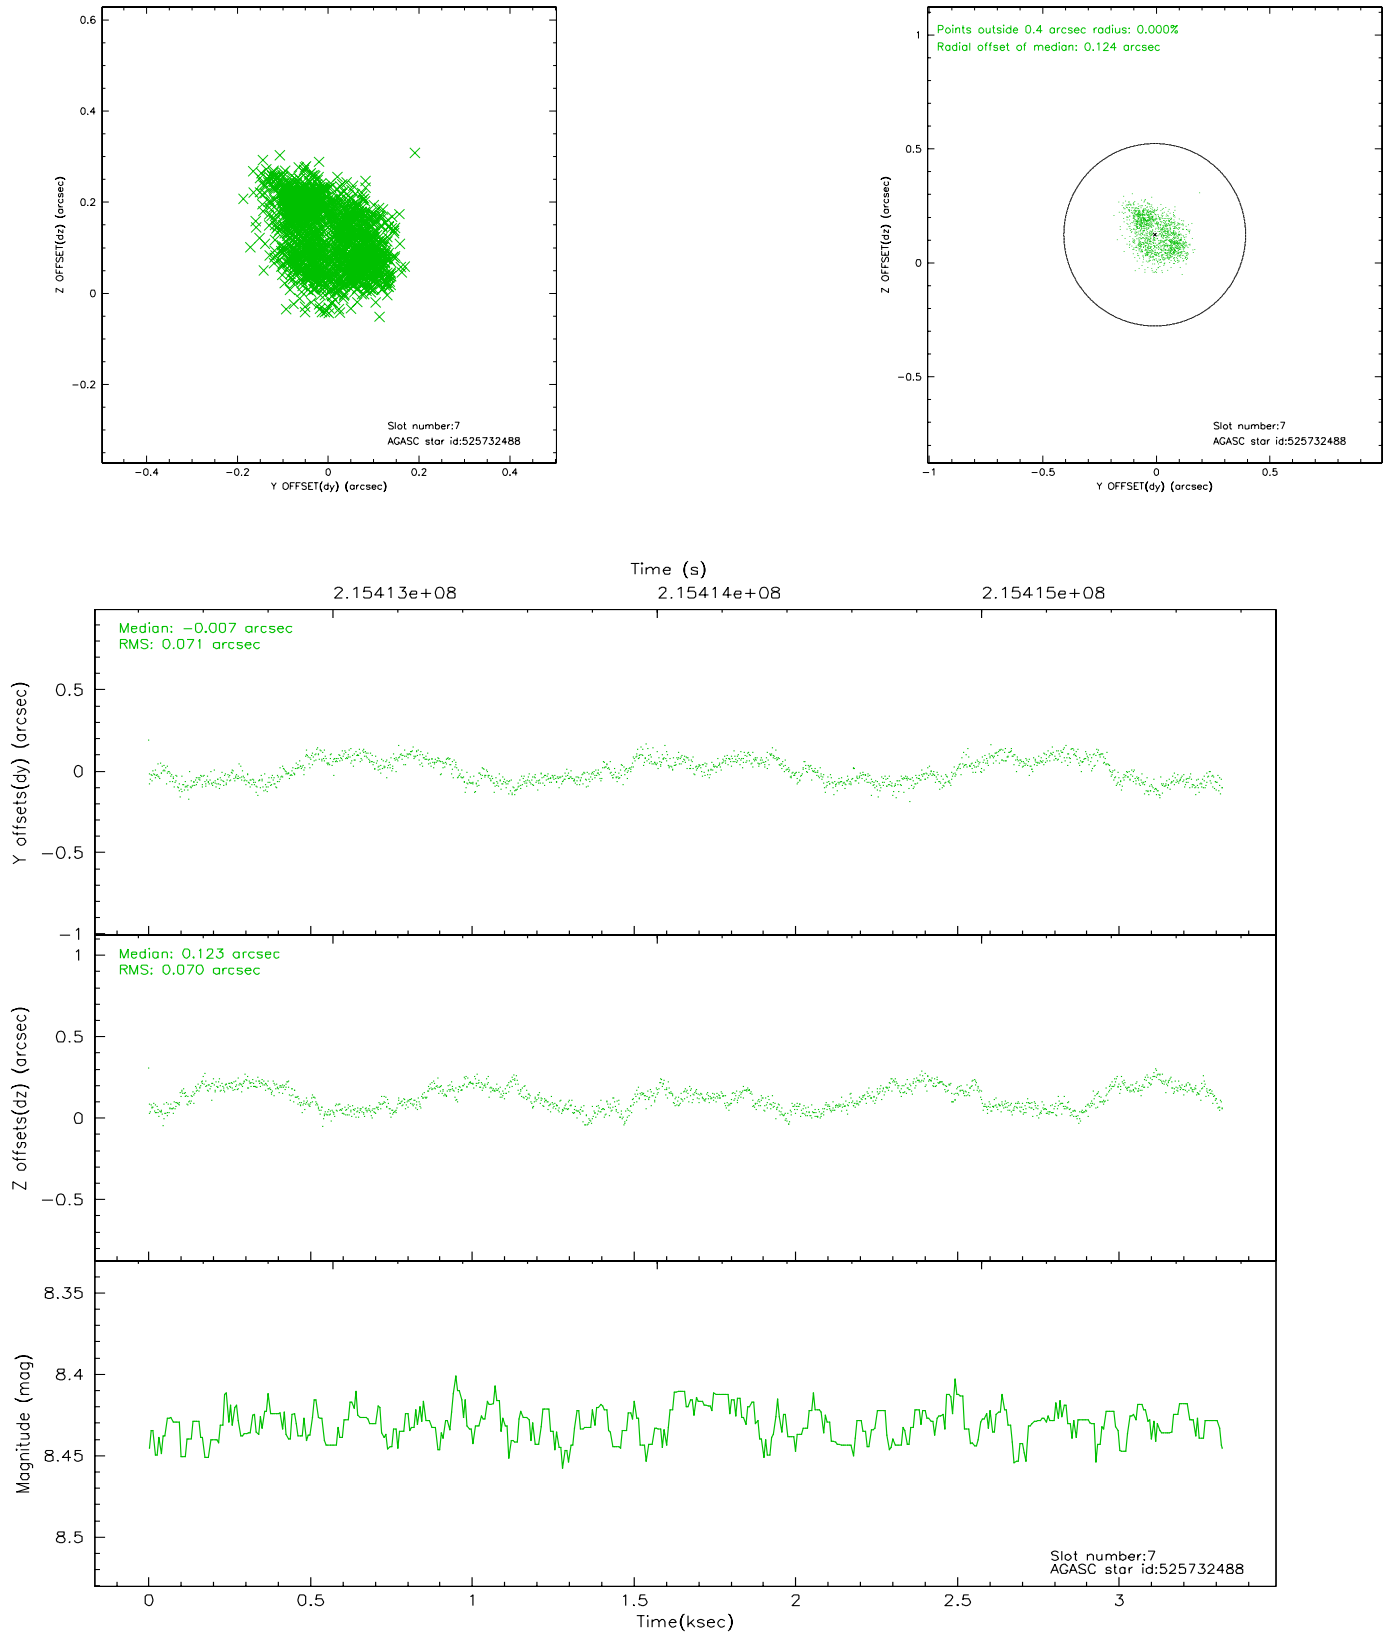 0.6
0.4
0.2
0
−0.2
Z OFFSET(dz) (arcsec)
Slot number:7
AGASC star id:525732488
−0.4
−0.2
0
0.2
0.4
Y OFFSET(dy) (arcsec)
Points outside 0.4 arcsec radius: 0.000%
Radial offset of median: 0.124 arcsec
1
0.5
0
−0.5
Z OFFSET(dz) (arcsec)
Slot number:7
AGASC star id:525732488
−1
−0.5
0
0.5
Y OFFSET(dy) (arcsec)
Time (s)
2.15413e+08
2.15414e+08
2.15415e+08
Median: −0.007 arcsec
RMS: 0.071 arcsec
0.5
0
−0.5
−1
Y offsets(dy) (arcsec)
Median: 0.123 arcsec
RMS: 0.070 arcsec
1
0.5
0
−0.5
Z offsets(dz) (arcsec)
8.35
8.4
8.45
8.5
Magnitude (mag)
Slot number:7
AGASC star id:525732488
0
0.5
1
1.5
2
2.5
3
Time(ksec)